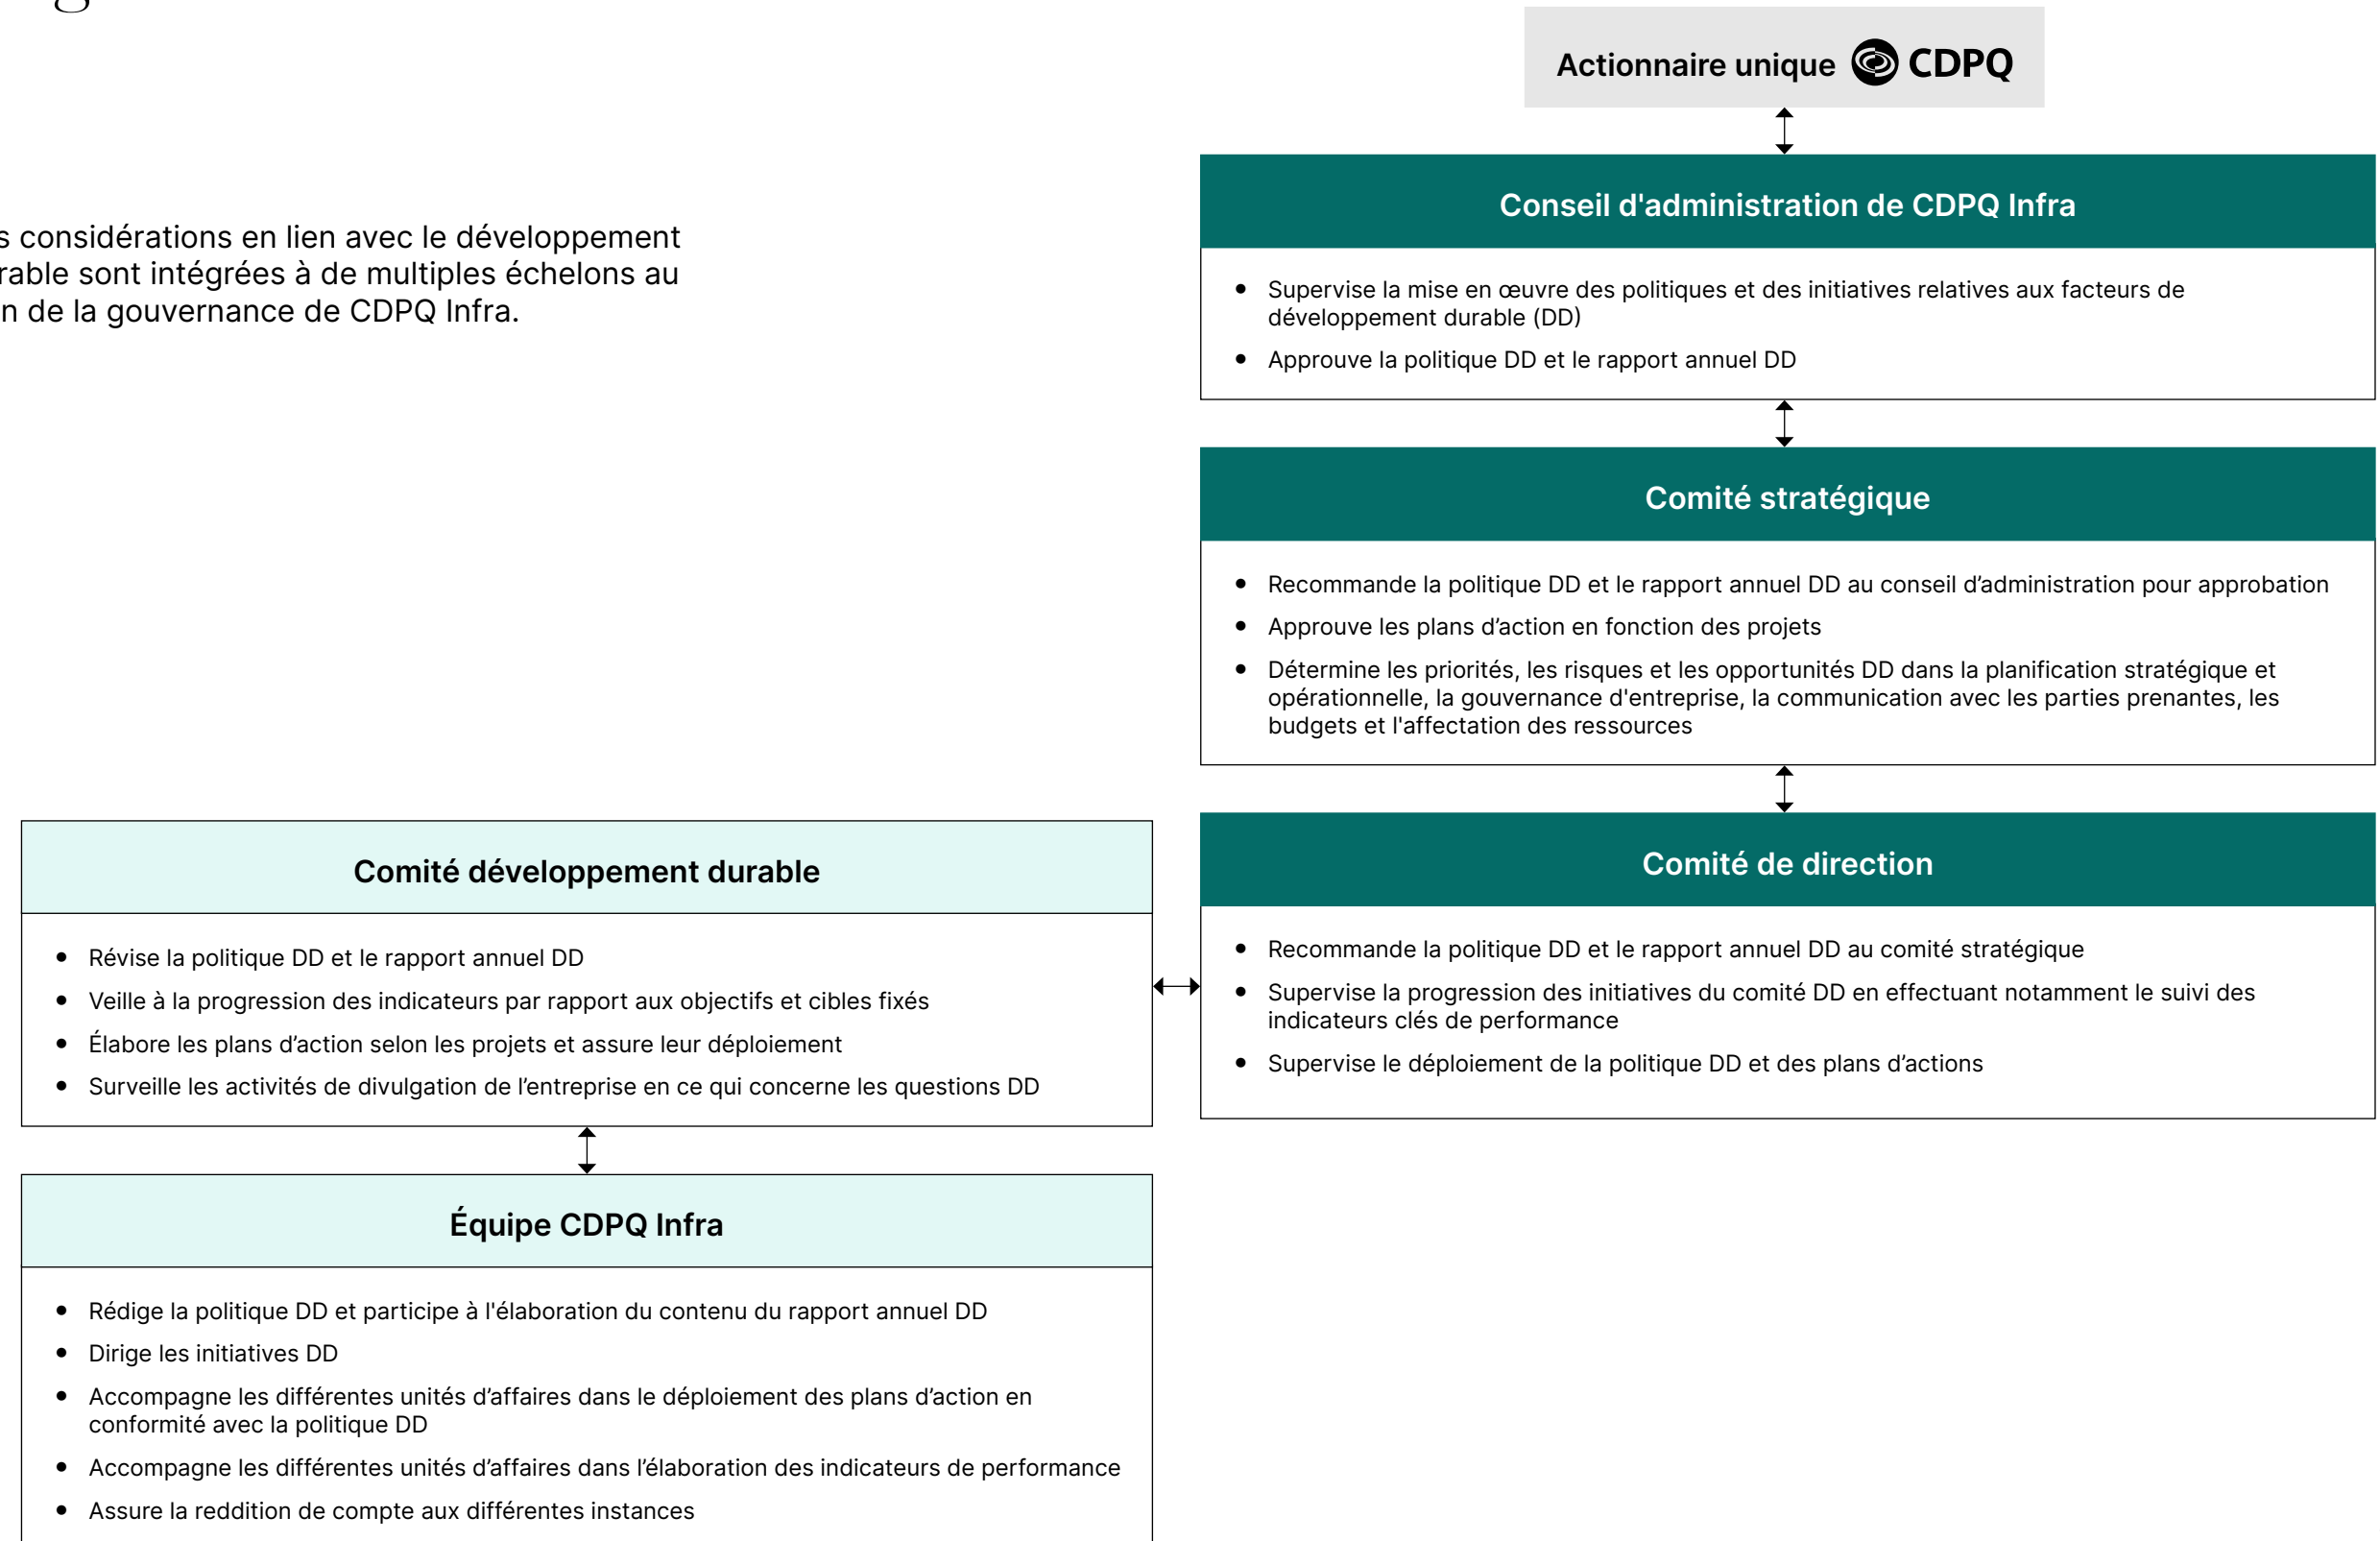 Actionnaire unique CDPQ
Conseil d'administration de CDPQ Infra
s considérations en lien avec le développement
rable sont intégrées à de multiples échelons au
n de la gouvernance de CDPQ Infra.
• Supervise la mise en œuvre des politiques et des initiatives relatives aux facteurs de
développement durable (DD)
• Approuve la politique DD et le rapport annuel DD
Comité stratégique
• Recommande la politique DD et le rapport annuel DD au conseil d’administration pour approbation
• Approuve les plans d’action en fonction des projets
• Détermine les priorités, les risques et les opportunités DD dans la planification stratégique et
opérationnelle, la gouvernance d'entreprise, la communication avec les parties prenantes, les
budgets et l'affectation des ressources
Comité de direction
• Recommande la politique DD et le rapport annuel DD au comité stratégique
• Supervise la progression des initiatives du comité DD en effectuant notamment le suivi des
indicateurs clés de performance
• Supervise le déploiement de la politique DD et des plans d’actions
Comité développement durable
• Révise la politique DD et le rapport annuel DD
• Veille à la progression des indicateurs par rapport aux objectifs et cibles fixés
• Élabore les plans d’action selon les projets et assure leur déploiement
• Surveille les activités de divulgation de l’entreprise en ce qui concerne les questions DD
Équipe CDPQ Infra
• Rédige la politique DD et participe à l'élaboration du contenu du rapport annuel DD
• Dirige les initiatives DD
• Accompagne les différentes unités d’affaires dans le déploiement des plans d’action en
conformité avec la politique DD
• Accompagne les différentes unités d’affaires dans l’élaboration des indicateurs de performance
• Assure la reddition de compte aux différentes instances